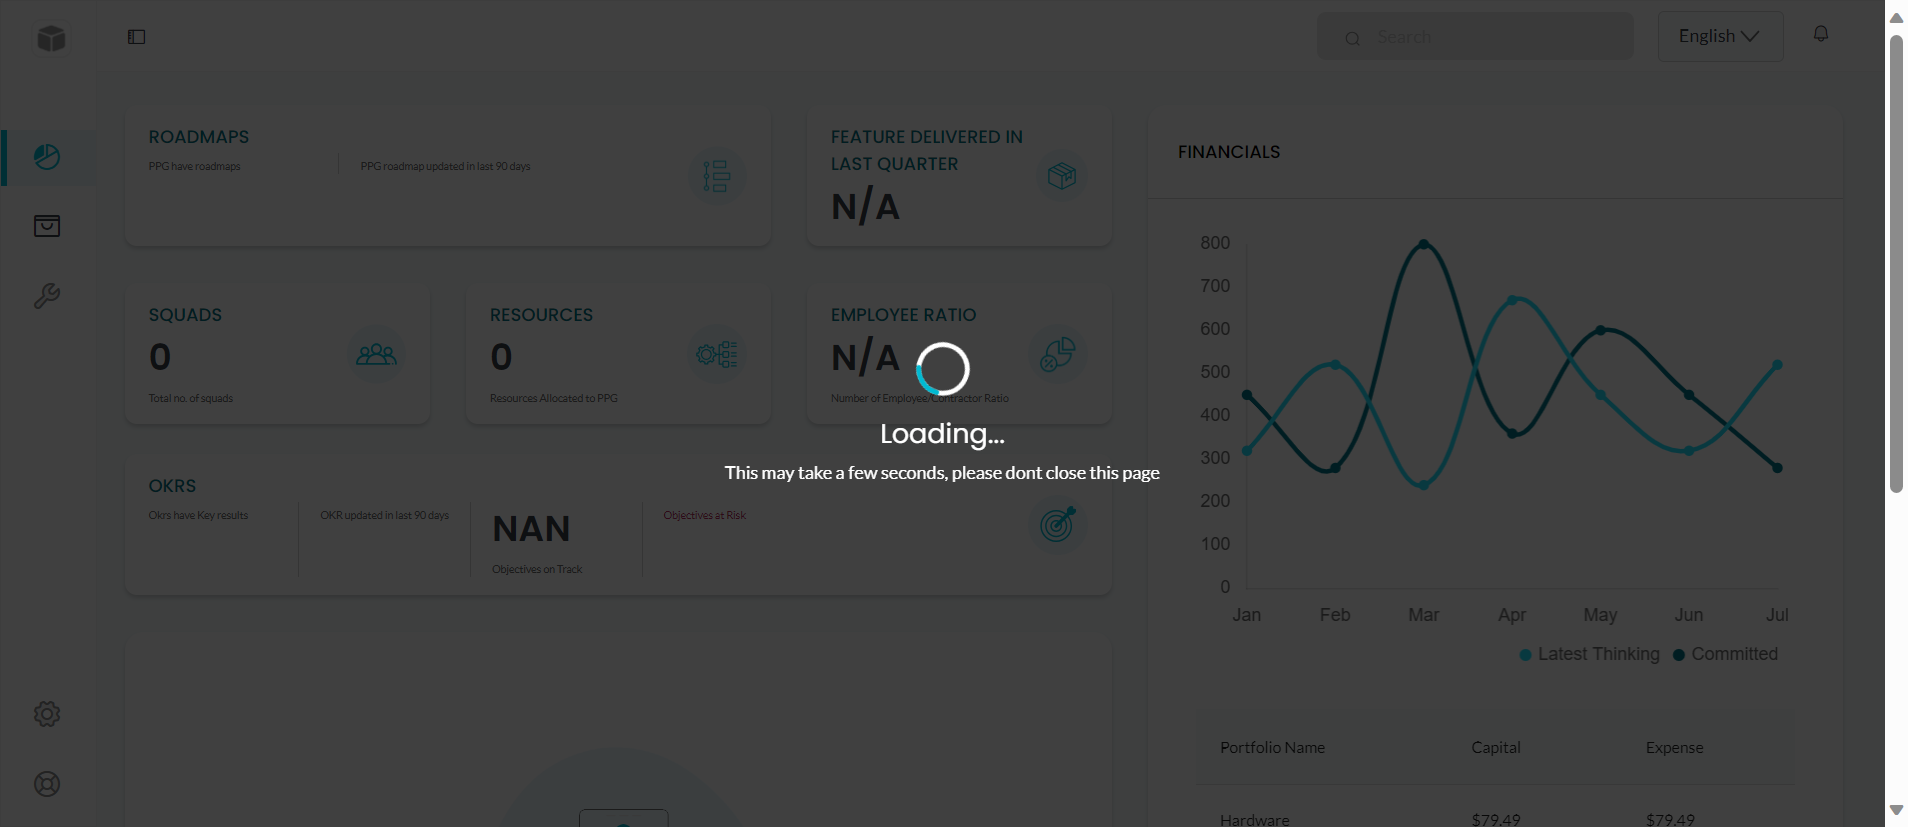 Search
English
ROADMAPS
PPG have roadmaps
PPG roadmap updated in last 90 days
FEATURE DELIVERED IN
LAST QUARTER
N/A
SQUADS
0
Total no. of squads
RESOURCES
0
Resources Allocated to PPG
EMPLOYEE RATIO
N/A
Number of Employee/Contractor Ratio
Loading...
This may take a few seconds, please dont close this page
OKRS
Okrs have Key results
OKR updated in last 90 days
NAN
Objectives on Track
Objectives at Risk
FINANCIALS
800
700
600
500
400
300
200
100
0
Jan Feb Mar Apr May Jun Jul
Latest Thinking Committed
Portfolio Name Capital Expense
Hardware $79.49 $79.49